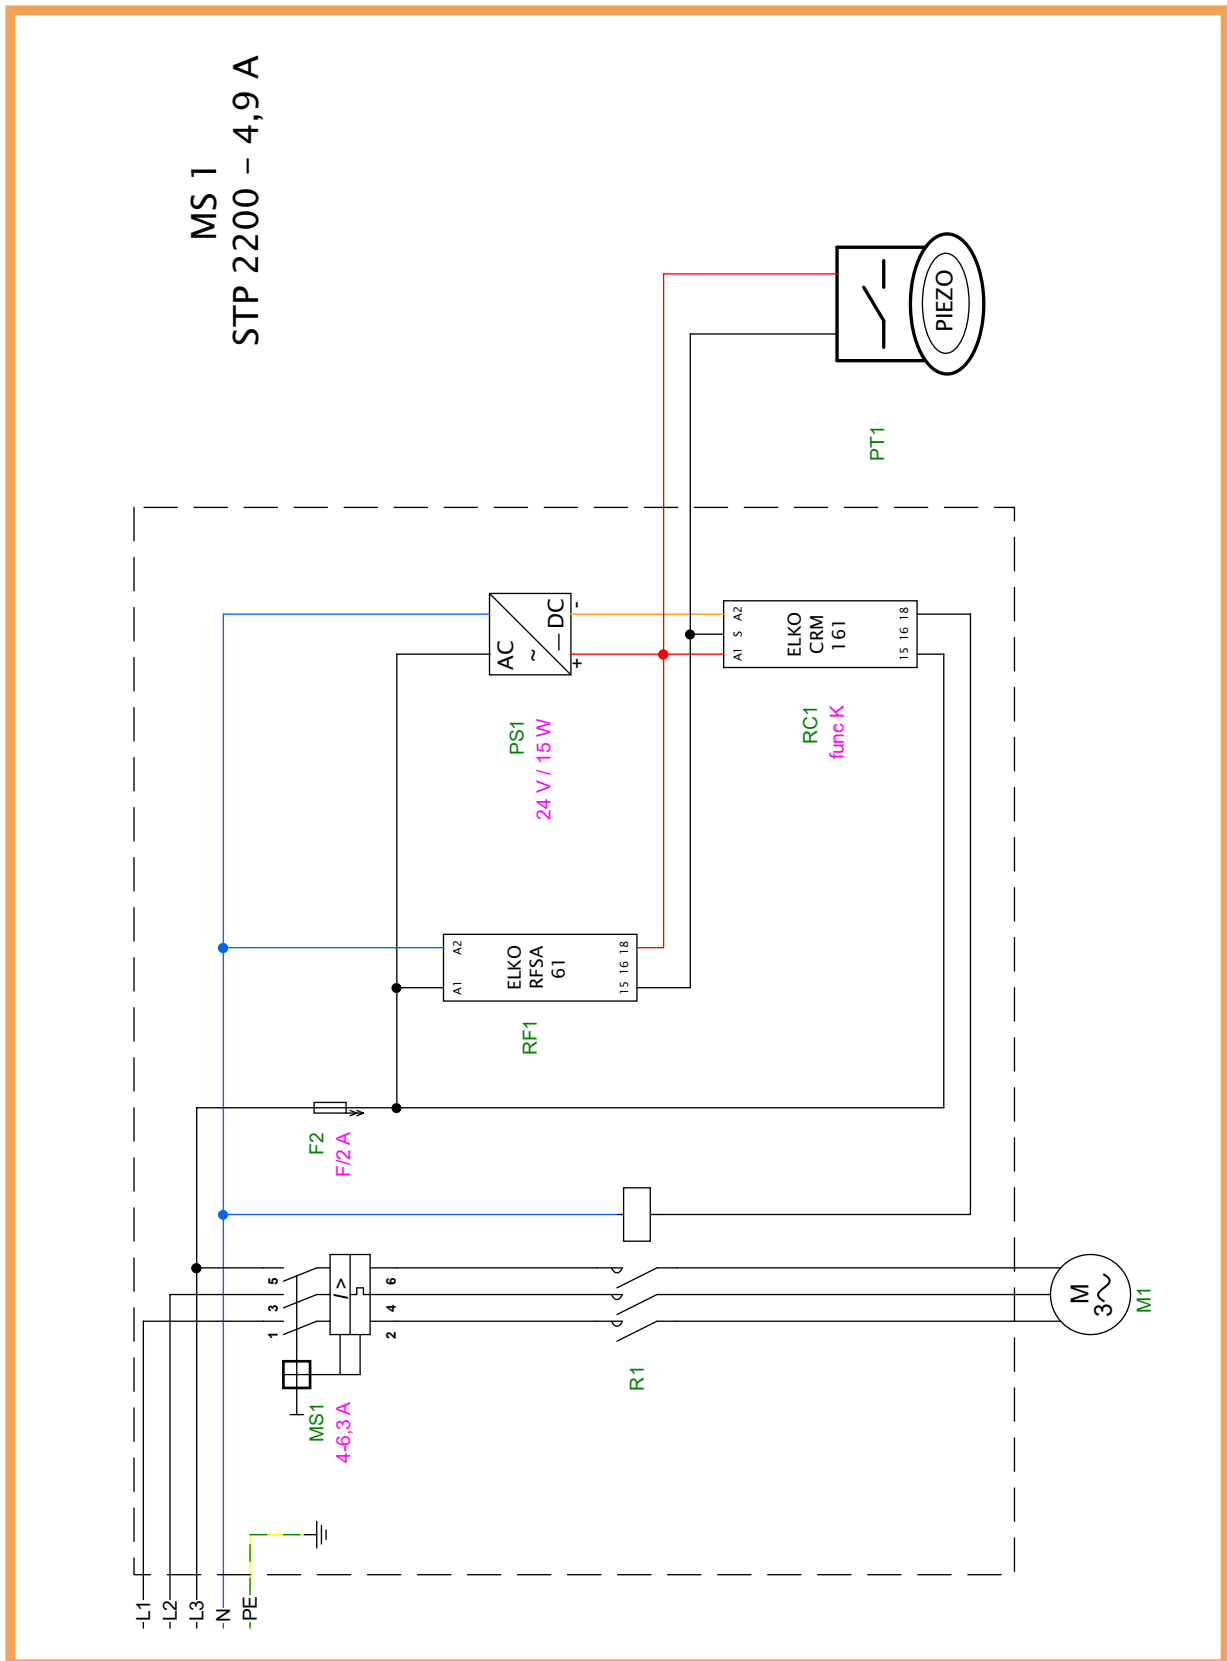 MS 1
STP 2200 – 4,9 A
-L1
-L2
-L3
-N
-PE
MS1
4-6,3 A
1
3
5
I >
2
4
6
R1
M
3~
M1
F2
F/2 A
A1
A2
ELKO
RFSA
61
15 16 18
RF1
AC
~
— DC
+
-
PS1
24 V / 15 W
A1 S A2
ELKO
CRM
161
15 16 18
RC1
func K
PIEZO
PT1